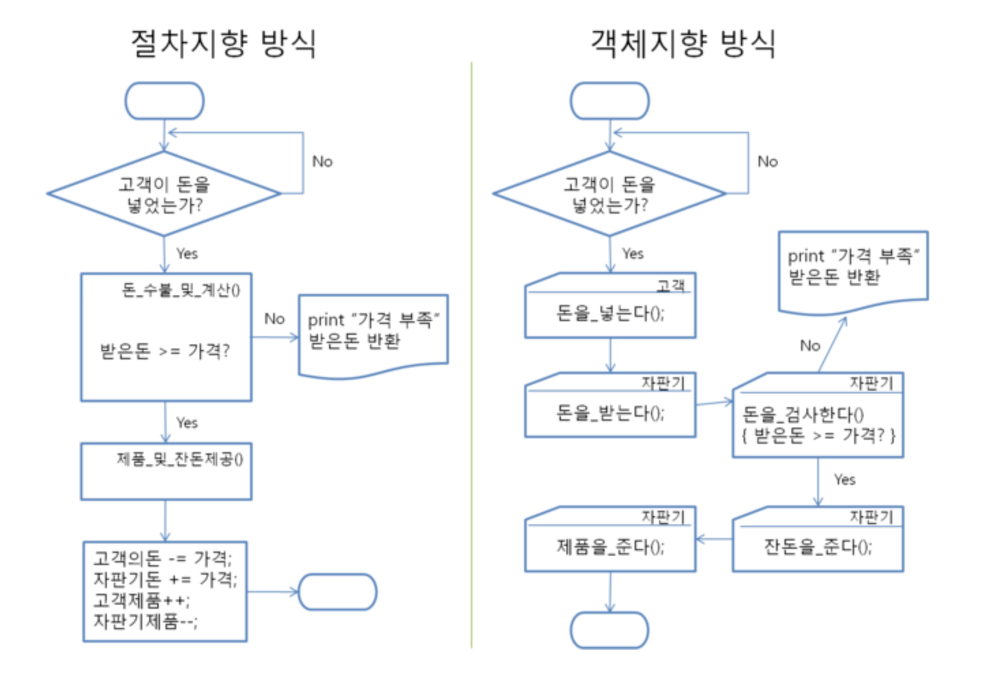 절차지향 방식
고객이 돈을
넣었는가?
No
Yes
돈_수불_및_계산()
받은돈 >= 가격?
No
print “가격 부족”
받은돈 반환
Yes
제품_및_잔돈제공()
고객의돈 -= 가격;
자판기돈 += 가격;
고객제품++;
자판기제품--;
객체지향 방식
고객이 돈을
넣었는가?
No
Yes
고객
돈을_넣는다();
자판기
돈을_받는다();
자판기
돈을_검사한다()
{ 받은돈 >= 가격? }
No
print “가격 부족”
받은돈 반환
Yes
자판기
잔돈을_준다();
자판기
제품을_준다();